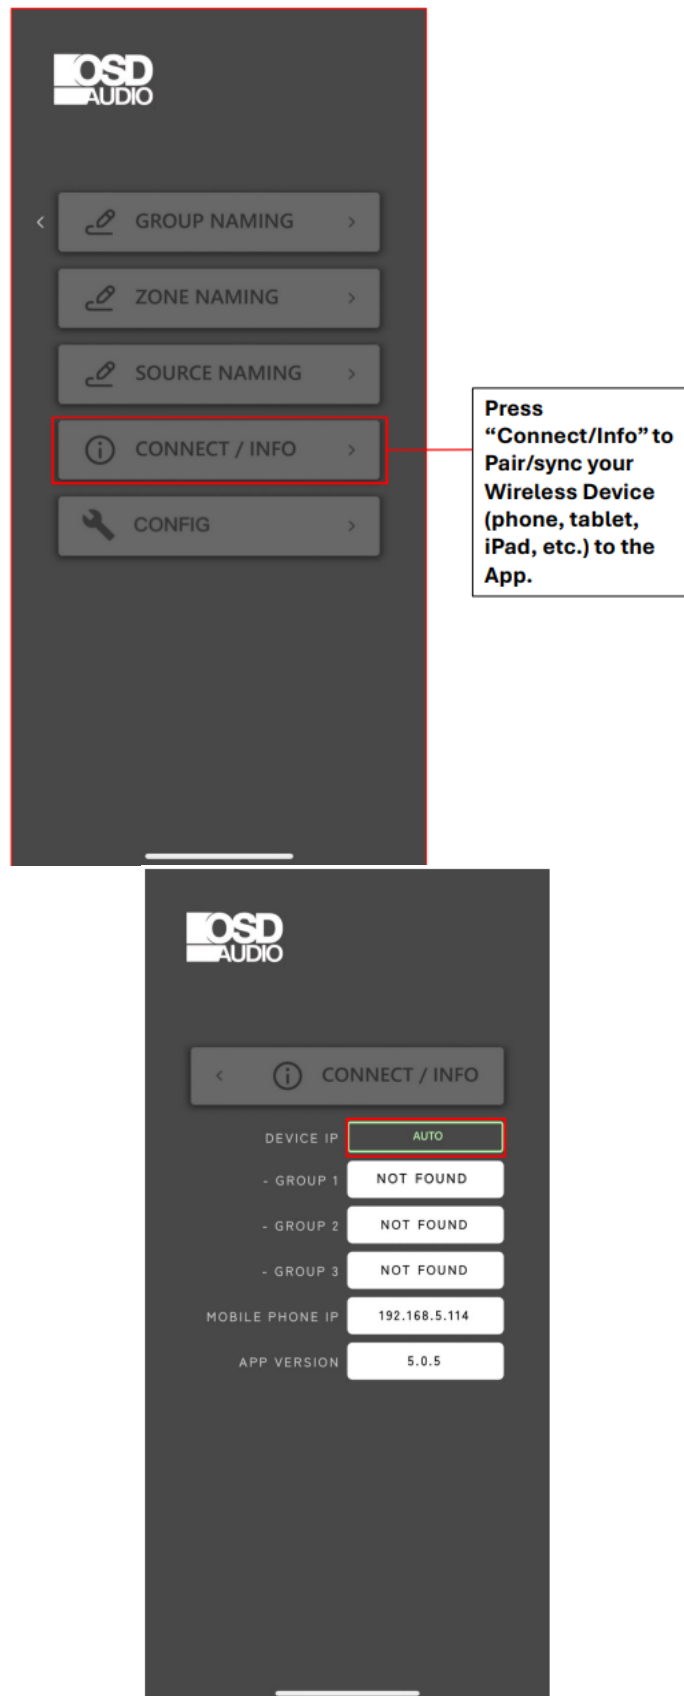 OSD
AUDIO
GROUP NAMING
ZONE NAMING
SOURCE NAMING
CONNECT / INFO
CONFIG
Press
“Connect/Info” to
Pair/sync your
Wireless Device
(phone, tablet,
iPad, etc.) to the
App.
OSD
AUDIO
CONNECT / INFO
DEVICE IP AUTO
- GROUP 1 NOT FOUND
- GROUP 2 NOT FOUND
- GROUP 3 NOT FOUND
MOBILE PHONE IP 192.168.5.114
APP VERSION 5.0.5